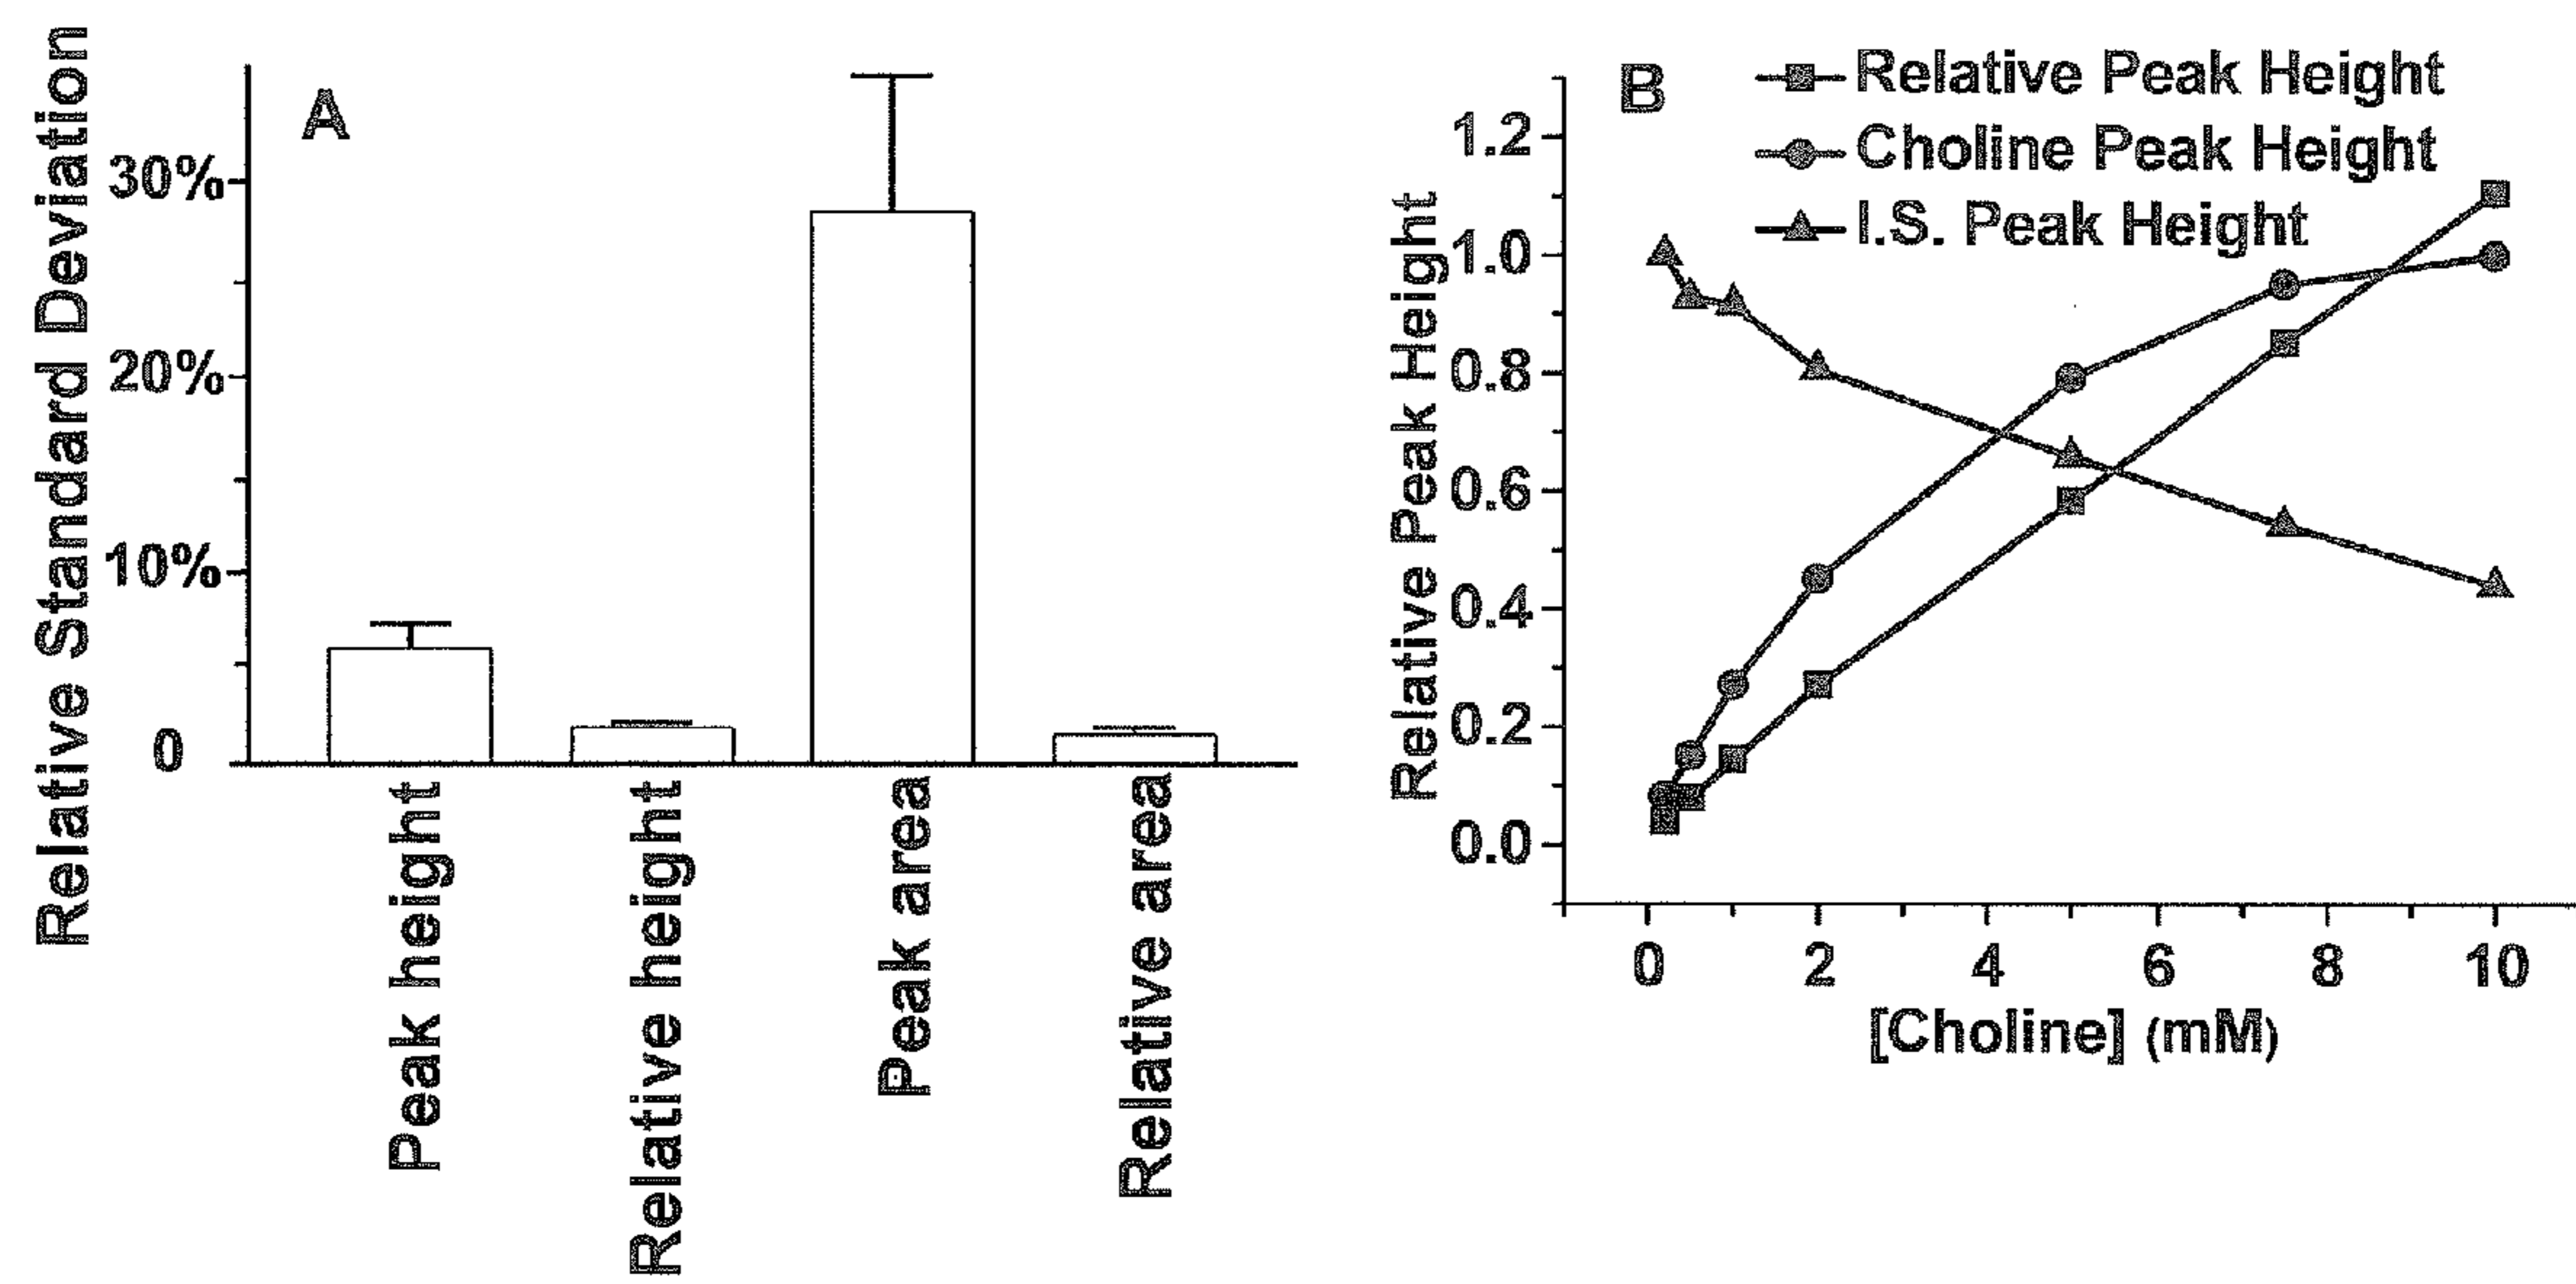 A
Relative Standard Deviation
30%
20%
10%
0
Peak height
Relative height
Peak area
Relative area
B
Relative Peak Height
Choline Peak Height
I.S. Peak Height
Relative Peak Height
1.2
1.0
0.8
0.6
0.4
0.2
0.0
0 2 4 6 8 10
[Choline] (mM)